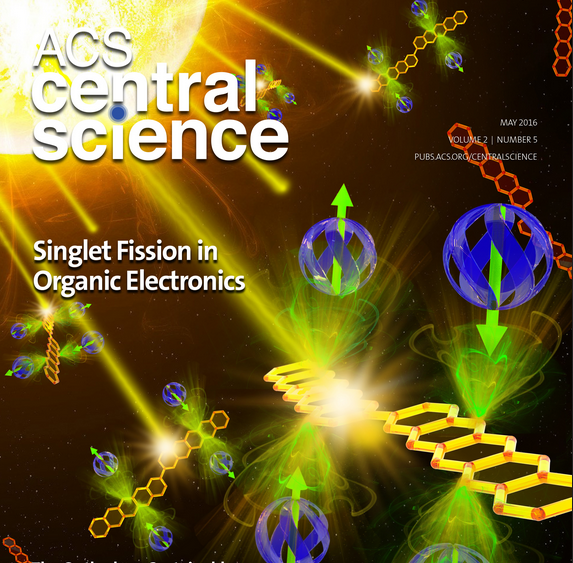 ACS
central
science
MAY 2016
VOLUME 2 | NUMBER 5
PUBS.ACS.ORG/CENTRALSCIENCE
Singlet Fission in
Organic Electronics